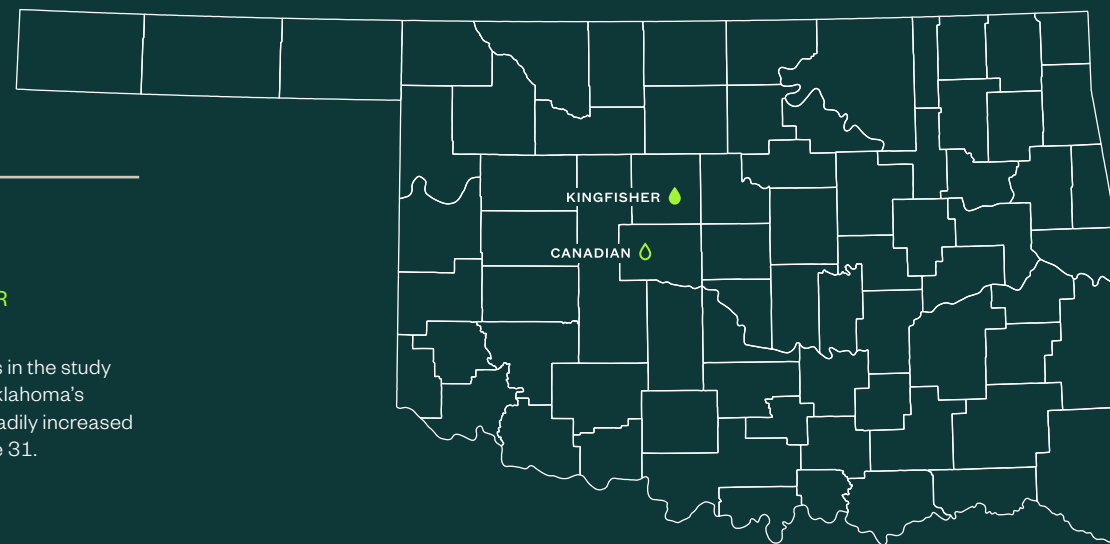 R
in the study
klahoma's
adily increased
31.
KINGFISHER
CANADIAN